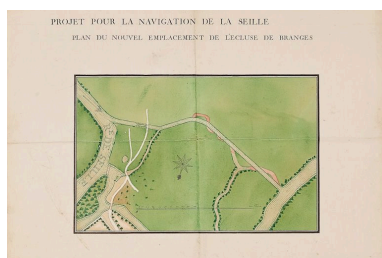 PROJET POUR LA NAVIGATION DE LA SEILLE
PLAN DU NOUVEL EMPLACEMENT DE L'ECLUSE DE BRANGES